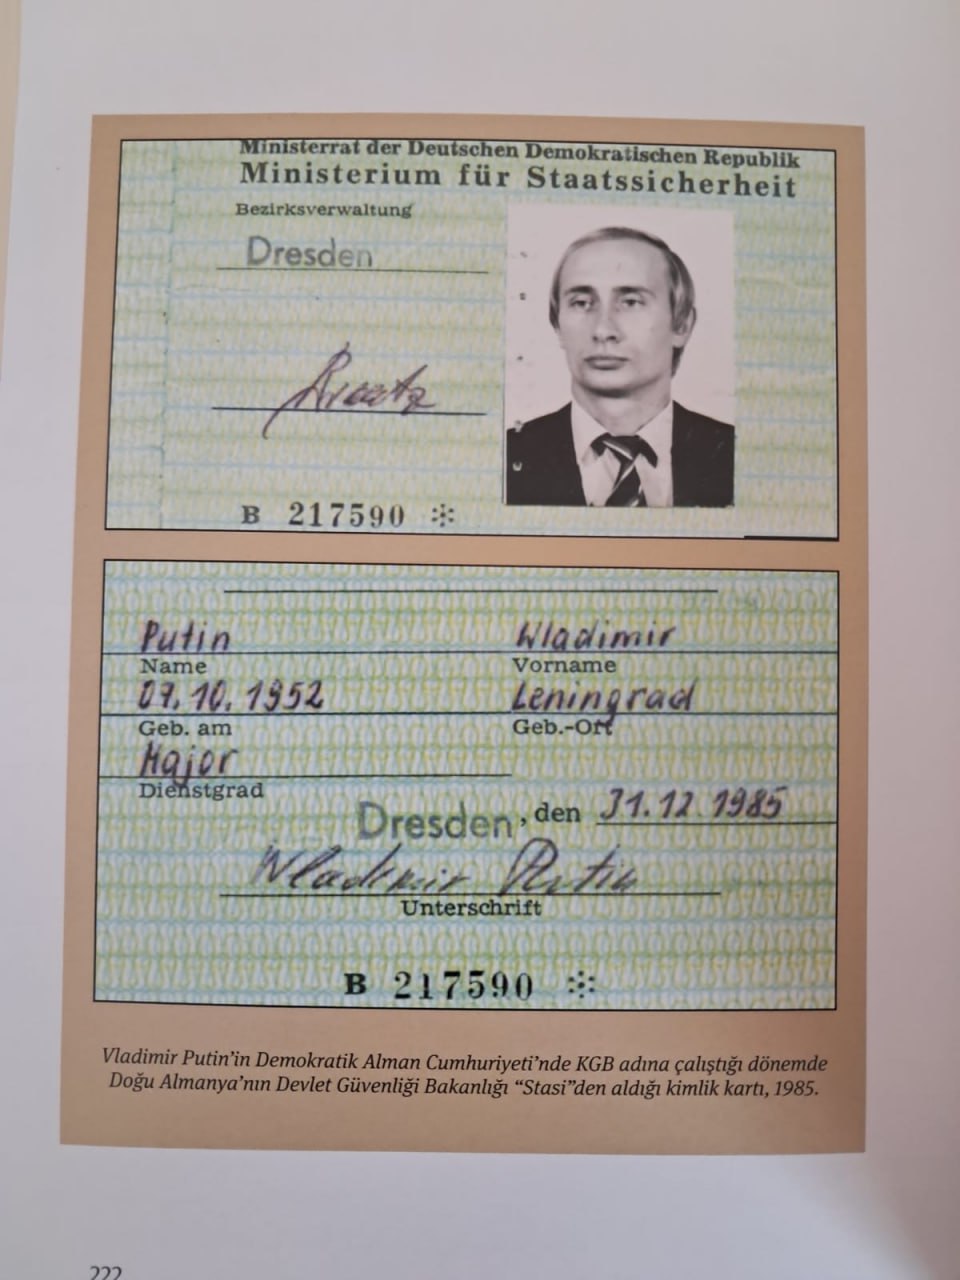 Ministerrat der Deutschen Demokratischen Republik
Ministerium für Staatssicherheit
Bezirksverwaltung
Dresden
B 217590
Putin Wladimir
Name Vorname
07. 10. 1952 Leningrad
Geb. am Geb.-Ort
Major
Dienstgrad
Dresden, den 31.12.1985
Wladimir Putin
Unterschrift
B 217590
Vladimir Putin’in Demokratik Alman Cumhuriyeti’nde KGB adına çalıştığı dönemde
Doğu Almanya’nın Devlet Güvenliği Bakanlığı “Stasi”den aldığı kimlik kartı, 1985.
222